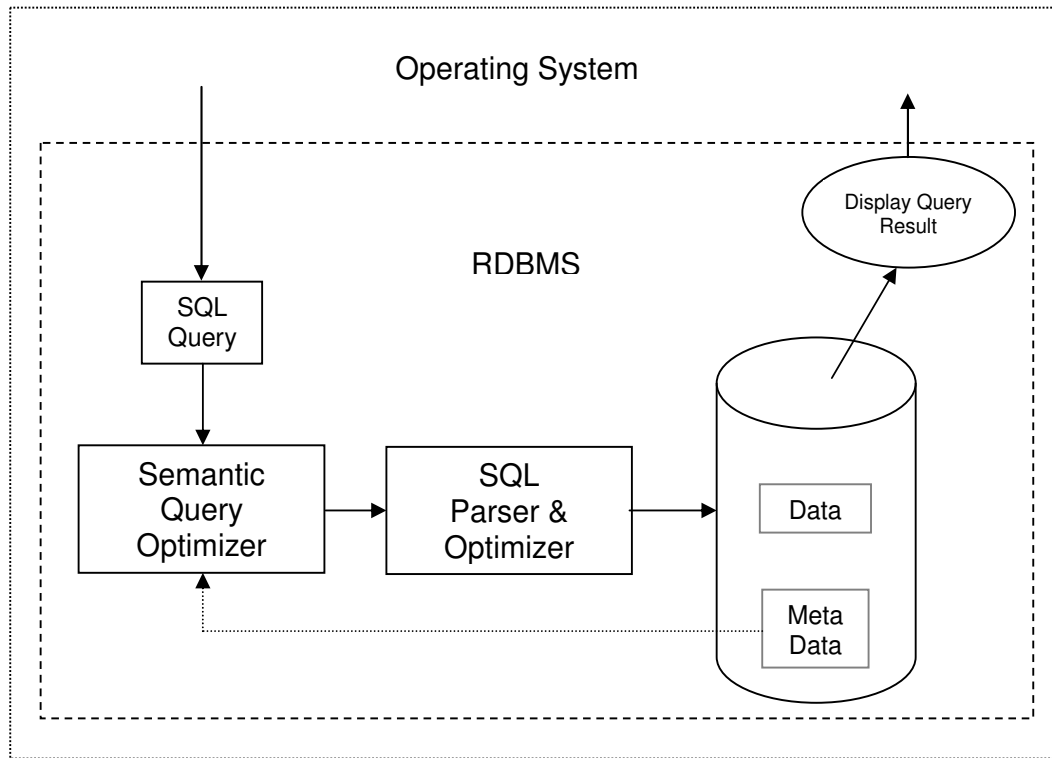 Operating System
Display Query
Result
RDBMS
SQL
Query
Semantic
Query
Optimizer
SQL
Parser &
Optimizer
Data
Meta
Data